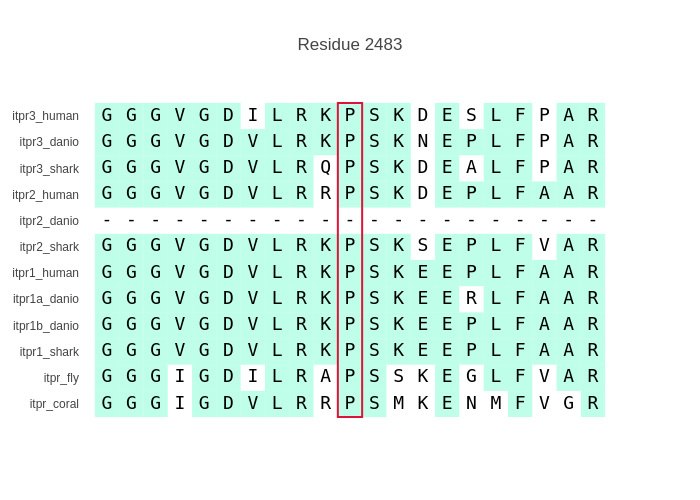 Residue 2483
itpr3_human G G G V G D I L R K P S K D E S L F P A R
itpr3_danio G G G V G D V L R K P S K N E P L F P A R
itpr3_shark G G G V G D V L R Q P S K D E A L F P A R
itpr2_human G G G V G D V L R R P S K D E P L F A A R
itpr2_danio - - - - - - - - - - - - - - - - - - - - -
itpr2_shark G G G V G D V L R K P S K S E P L F V A R
itpr1_human G G G V G D V L R K P S K E E P L F A A R
itpr1a_danio G G G V G D V L R K P S K E E R L F A A R
itpr1b_danio G G G V G D V L R K P S K E E P L F A A R
itpr1_shark G G G V G D V L R K P S K E E P L F A A R
itpr_fly G G G I G D I L R A P S S K E G L F V A R
itpr_coral G G G I G D V L R R P S M K E N M F V G R